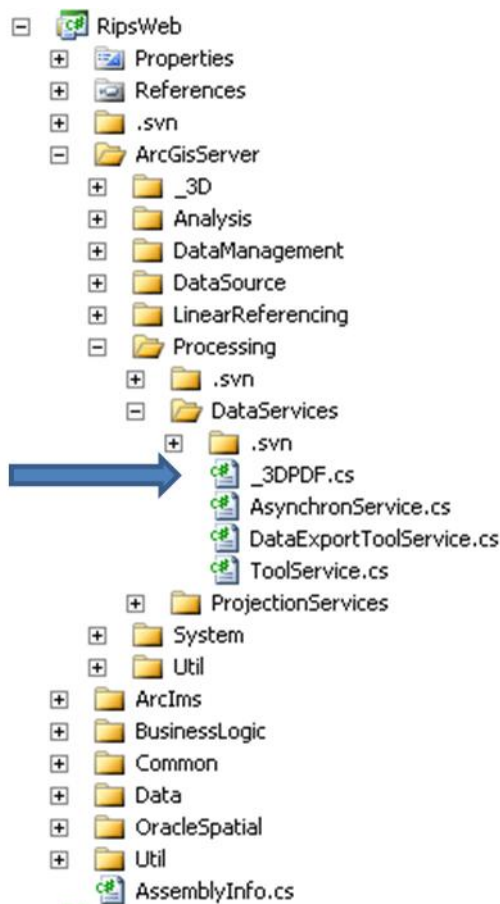 RipsWeb
Properties
References
.svn
ArcGisServer
_3D
Analysis
DataManagement
DataSource
LinearReferencing
Processing
.svn
DataServices
.svn
_3DPDF.cs
AsynchronService.cs
DataExportToolService.cs
ToolService.cs
ProjectionServices
System
Util
ArcIms
BusinessLogic
Common
Data
OracleSpatial
Util
AssemblyInfo.cs